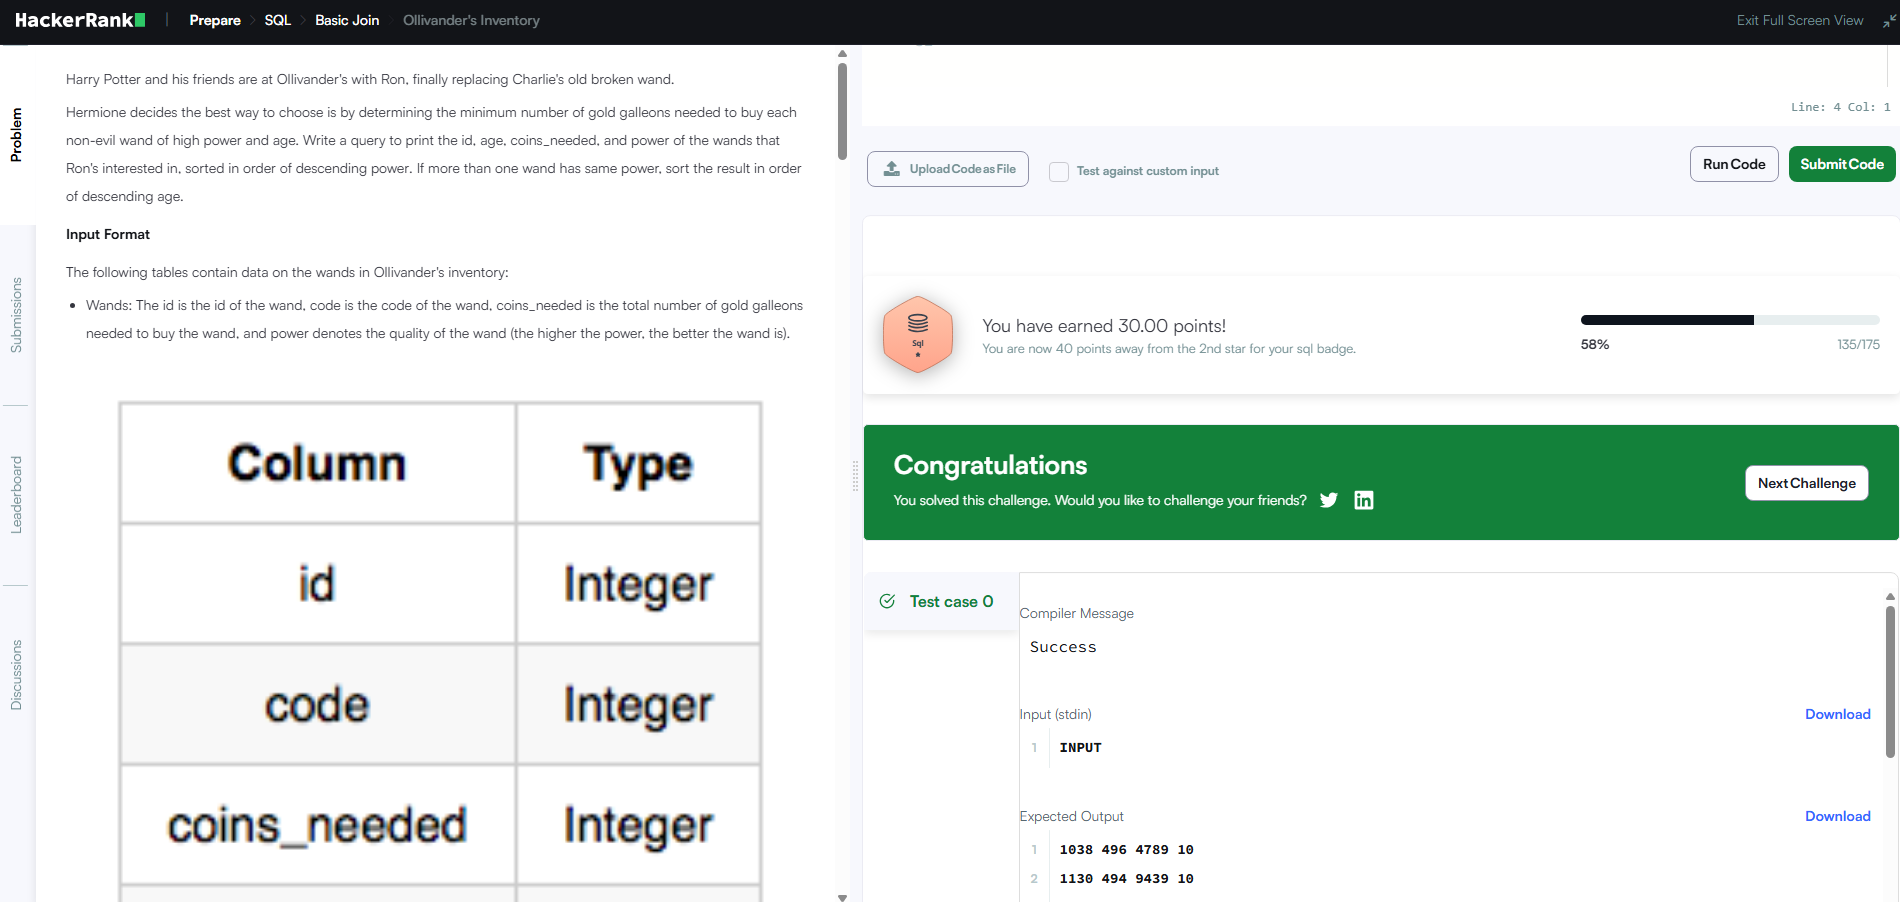 HackerRank
Prepare
SQL
Basic Join
Ollivander's Inventory
Exit Full Screen View
Problem
Submissions
Leaderboard
Discussions
Harry Potter and his friends are at Ollivander's with Ron, finally replacing Charlie's old broken wand.
Hermione decides the best way to choose is by determining the minimum number of gold galleons needed to buy each
non-evil wand of high power and age. Write a query to print the id, age, coins_needed, and power of the wands that
Ron's interested in, sorted in order of descending power. If more than one wand has same power, sort the result in order
of descending age.
Input Format
The following tables contain data on the wands in Ollivander's inventory:
Wands: The id is the id of the wand, code is the code of the wand, coins_needed is the total number of gold galleons
needed to buy the wand, and power denotes the quality of the wand (the higher the power, the better the wand is).
Column Type
id Integer
code Integer
coins_needed Integer
Line: 4 Col: 1
Upload Code as File
Test against custom input
Run Code
Submit Code
Sql
You have earned 30.00 points!
You are now 40 points away from the 2nd star for your sql badge.
58%
135/175
Congratulations
You solved this challenge. Would you like to challenge your friends?
in
Next Challenge
Test case 0
Compiler Message
Success
Input (stdin)
Download
1 INPUT
Expected Output
Download
1 1038 496 4789 10
2 1130 494 9439 10